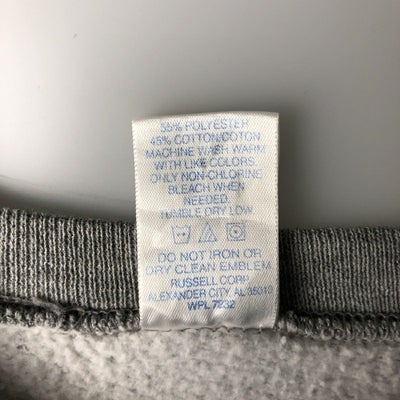 55% POLYESTER
45% COTTON/COTON
MACHINE WASH WARM
WITH LIKE COLORS.
ONLY NON-CHLORINE
BLEACH WHEN
NEEDED.
TUMBLE DRY LOW.
DO NOT IRON OR
DRY CLEAN EMBLEM
RUSSELL CORP.
ALEXANDER CITY, AL 35010
WPL 7232